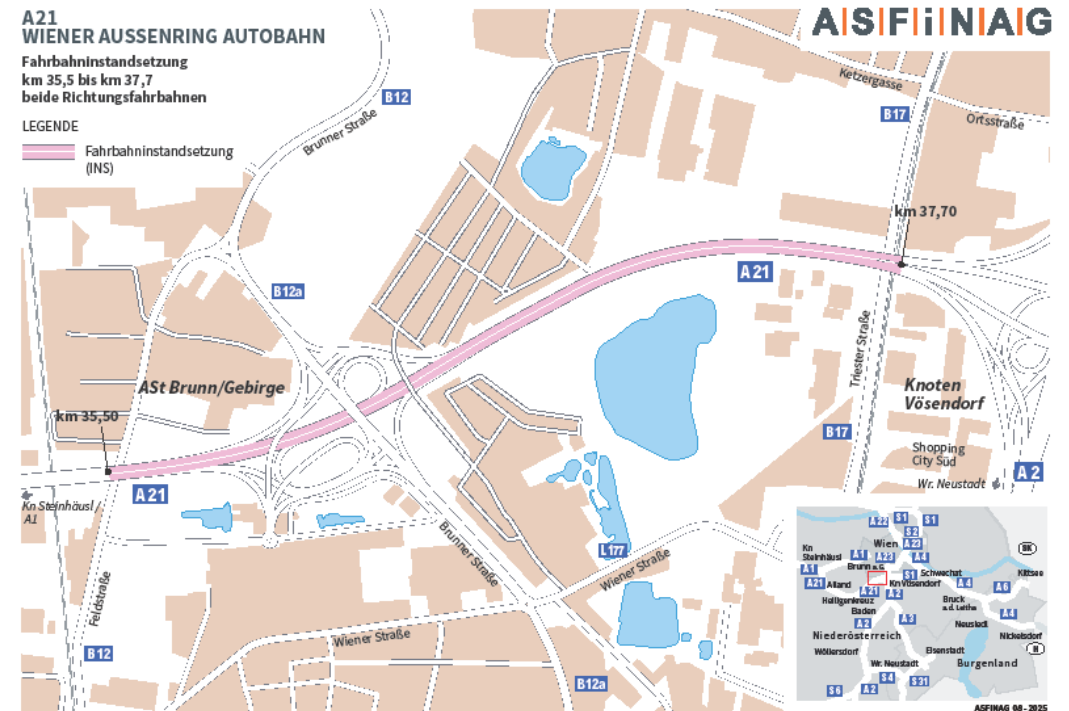 A21
WIENER AUSSENRING AUTOBAHN
Fahrbahninstandsetzung
km 35,5 bis km 37,7
beide Richtungsfahrbahnen
LEGENDE
Fahrbahninstandsetzung
(INS)
ASFiNAG
B12
Brunner Straße
Ketzergasse
B17
Ortsstraße
km 37,70
A21
B12a
ASt Brunn/Gebirge
km 35,50
Triester Straße
Knoten
Vösendorf
B17
Shopping
City Süd
Wr. Neustadt
A2
A21
Kn Steinhäusl/
A1
Brunner Straße
L177
Wiener Straße
Feldstraße
Wiener Straße
B12
B12a
A22
S1
S1
S2
Wien
A23
Kn
Steinhäusl
A1
A23
A4
BK
Brunn a.G.
A1
S1
Schwechat
Kittsee
A21
Alland
Kn Vösendorf
A4
A6
A21
A2
Heiligenkreuz
Bruck
a.d. Leitha
Baden
A4
A2
A3
Neusiedl
Niederösterreich
Nickelsdorf
H
Wöllersdorf
Eisenstadt
Wr. Neustadt
Burgenland
S4
S31
S6
A2
ASFINAG 08-2025